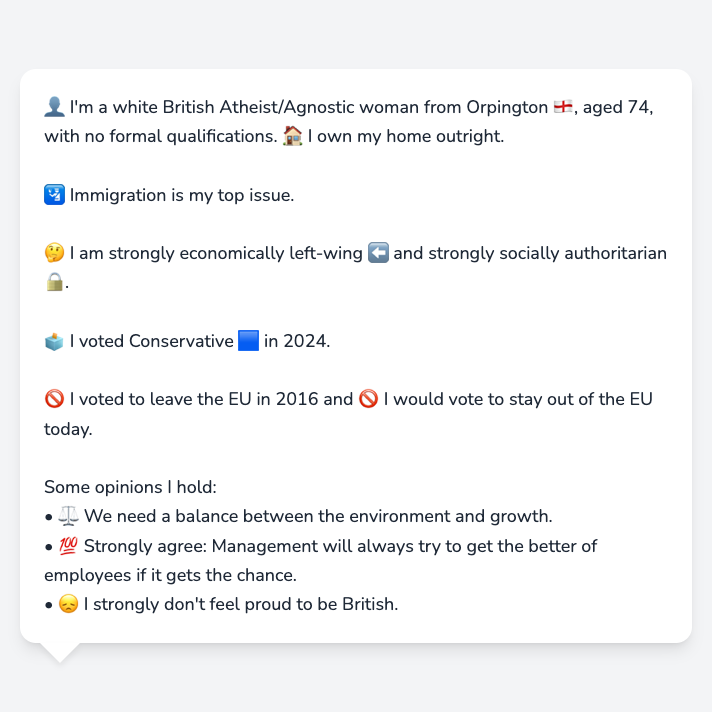 👤 I'm a white British Atheist/Agnostic woman from Orpington 🏴󠁧󠁢󠁥󠁮󠁧󠁿, aged 74,
with no formal qualifications. 🏠 I own my home outright.
🛂 Immigration is my top issue.
🤔 I am strongly economically left-wing ⬅️ and strongly socially authoritarian
🔒.
🗳️ I voted Conservative 🟦 in 2024.
🚫 I voted to leave the EU in 2016 and 🚫 I would vote to stay out of the EU
today.
Some opinions I hold:
• ⚖️ We need a balance between the environment and growth.
• 💯 Strongly agree: Management will always try to get the better of
employees if it gets the chance.
• 😞 I strongly don't feel proud to be British.